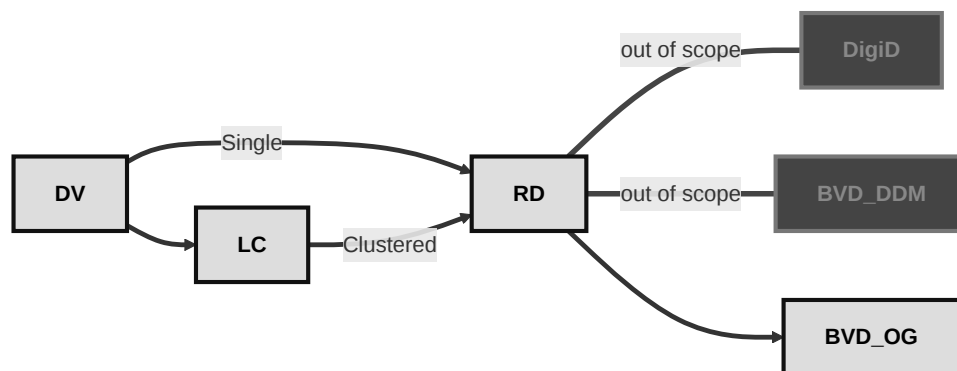 out of scope
DigiD
Single
DV
RD
out of scope
BVD_DDM
LC
Clustered
BVD_OG